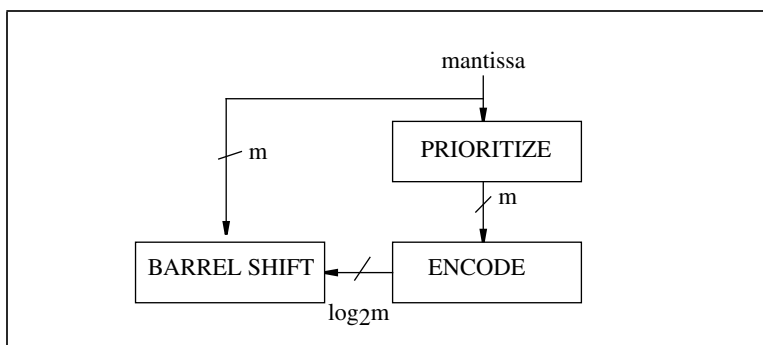 mantissa
PRIORITIZE
m
m
BARREL SHIFT
ENCODE
log2m